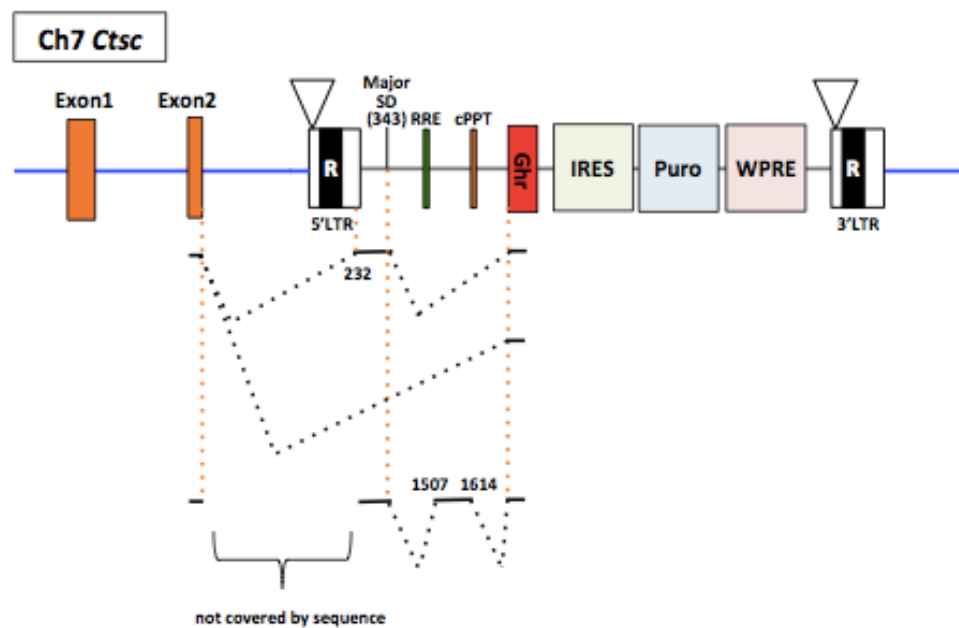 Ch7 Ctsc
Exon1
Exon2
Major
SD
(343)
RRE
cPPT
R
Ghr
IRES
Puro
WPRE
R
5'LTR
3'LTR
232
1507
1614
not covered by sequence